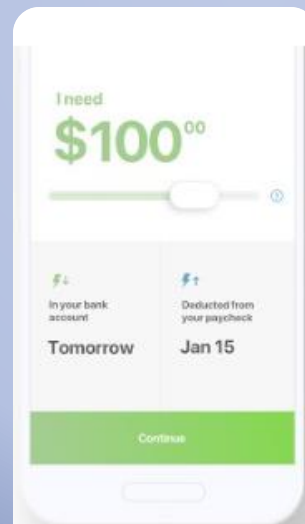 I need
$100⁰⁰
In your bank
account
Tomorrow
Deducted from
your paycheck
Jan 15
Continue